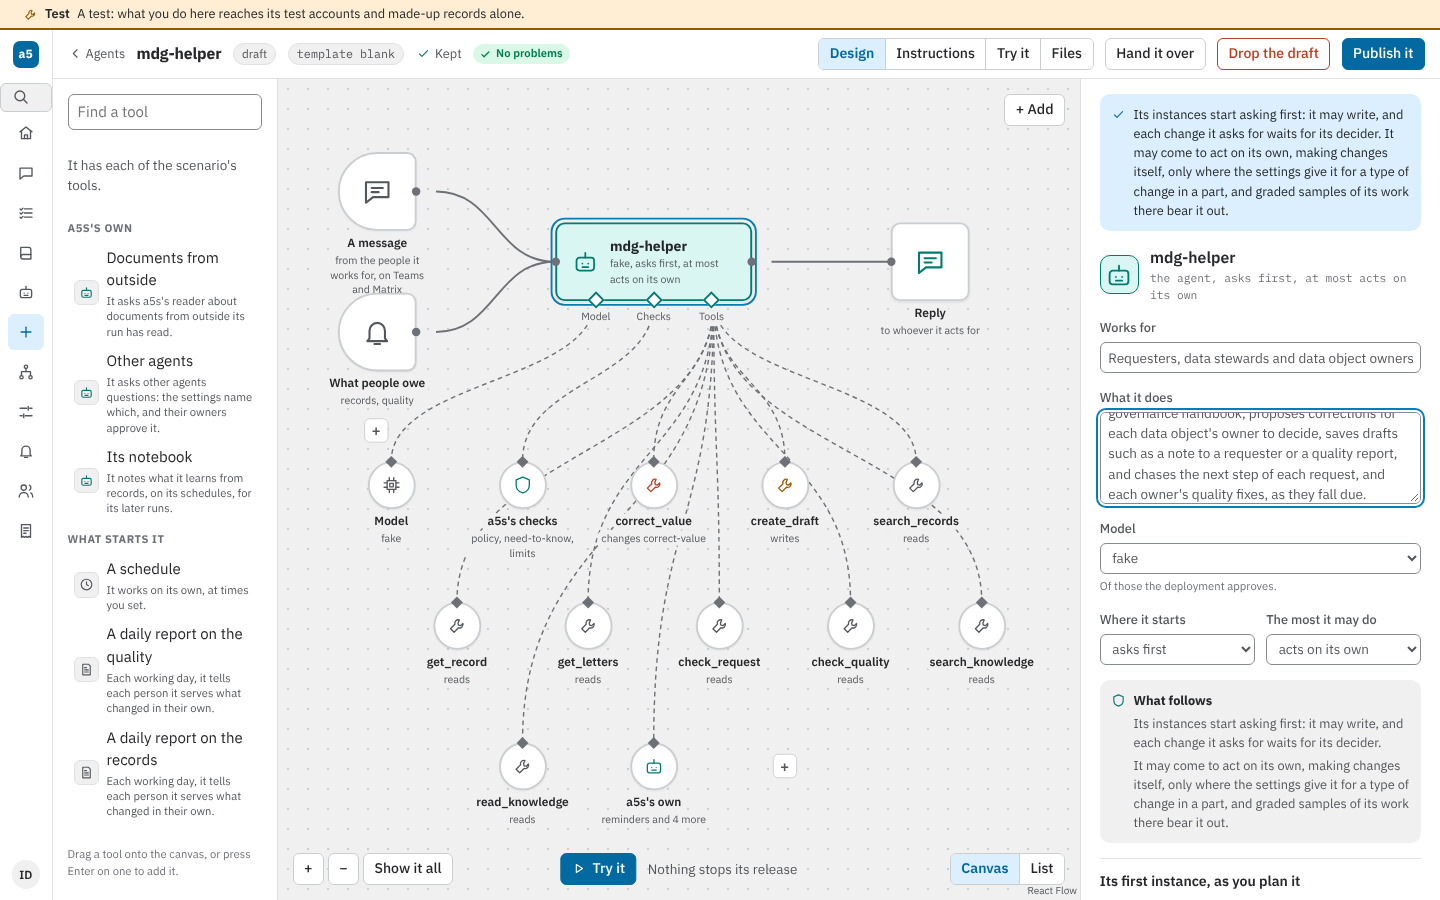 Test A test: what you do here reaches its test accounts and made-up records alone.
a5
Agents
mdg-helper
draft
template blank
Kept
No problems
Design
Instructions
Try it
Files
Hand it over
Drop the draft
Publish it
Find a tool
It has each of the scenario's
tools.
A5S'S OWN
Documents from
outside
It asks a5s's reader about
documents from outside its
run has read.
Other agents
It asks other agents
questions: the settings name
which, and their owners
approve it.
Its notebook
It notes what it learns from
records, on its schedules, for
its later runs.
WHAT STARTS IT
A schedule
It works on its own, at times
you set.
A daily report on the
quality
Each working day, it tells
each person it serves what
changed in their own.
A daily report on the
records
Each working day, it tells
each person it serves what
changed in their own.
Drag a tool onto the canvas, or press
Enter on one to add it.
ID
+ Add
A message
from the people it
works for, on Teams
and Matrix
What people owe
records, quality
mdg-helper
fake, asks first, at most
acts on its own
Model
Checks
Tools
Reply
to whoever it acts for
+
Model
fake
a5s's checks
policy, need-to-know,
limits
correct_value
changes correct-value
create_draft
writes
search_records
reads
get_record
reads
get_letters
reads
check_request
reads
check_quality
reads
search_knowledge
reads
read_knowledge
reads
a5s's own
reminders and 4 more
+
+
−
Show it all
Try it
Nothing stops its release
Canvas
List
React Flow
Its instances start asking first: it may write, and
each change it asks for waits for its decider. It
may come to act on its own, making changes
itself, only where the settings give it for a type of
change in a part, and graded samples of its work
there bear it out.
mdg-helper
the agent, asks first, at most acts on
its own
Works for
Requesters, data stewards and data object owners
What it does
governance handbook, proposes corrections for
each data object's owner to decide, saves drafts
such as a note to a requester or a quality report,
and chases the next step of each request, and
each owner's quality fixes, as they fall due.
Model
fake
Of those the deployment approves.
Where it starts
The most it may do
asks first
acts on its own
What follows
Its instances start asking first: it may write, and
each change it asks for waits for its decider.
It may come to act on its own, making changes
itself, only where the settings give it for a type of
change in a part, and graded samples of its work
there bear it out.
Its first instance, as you plan it